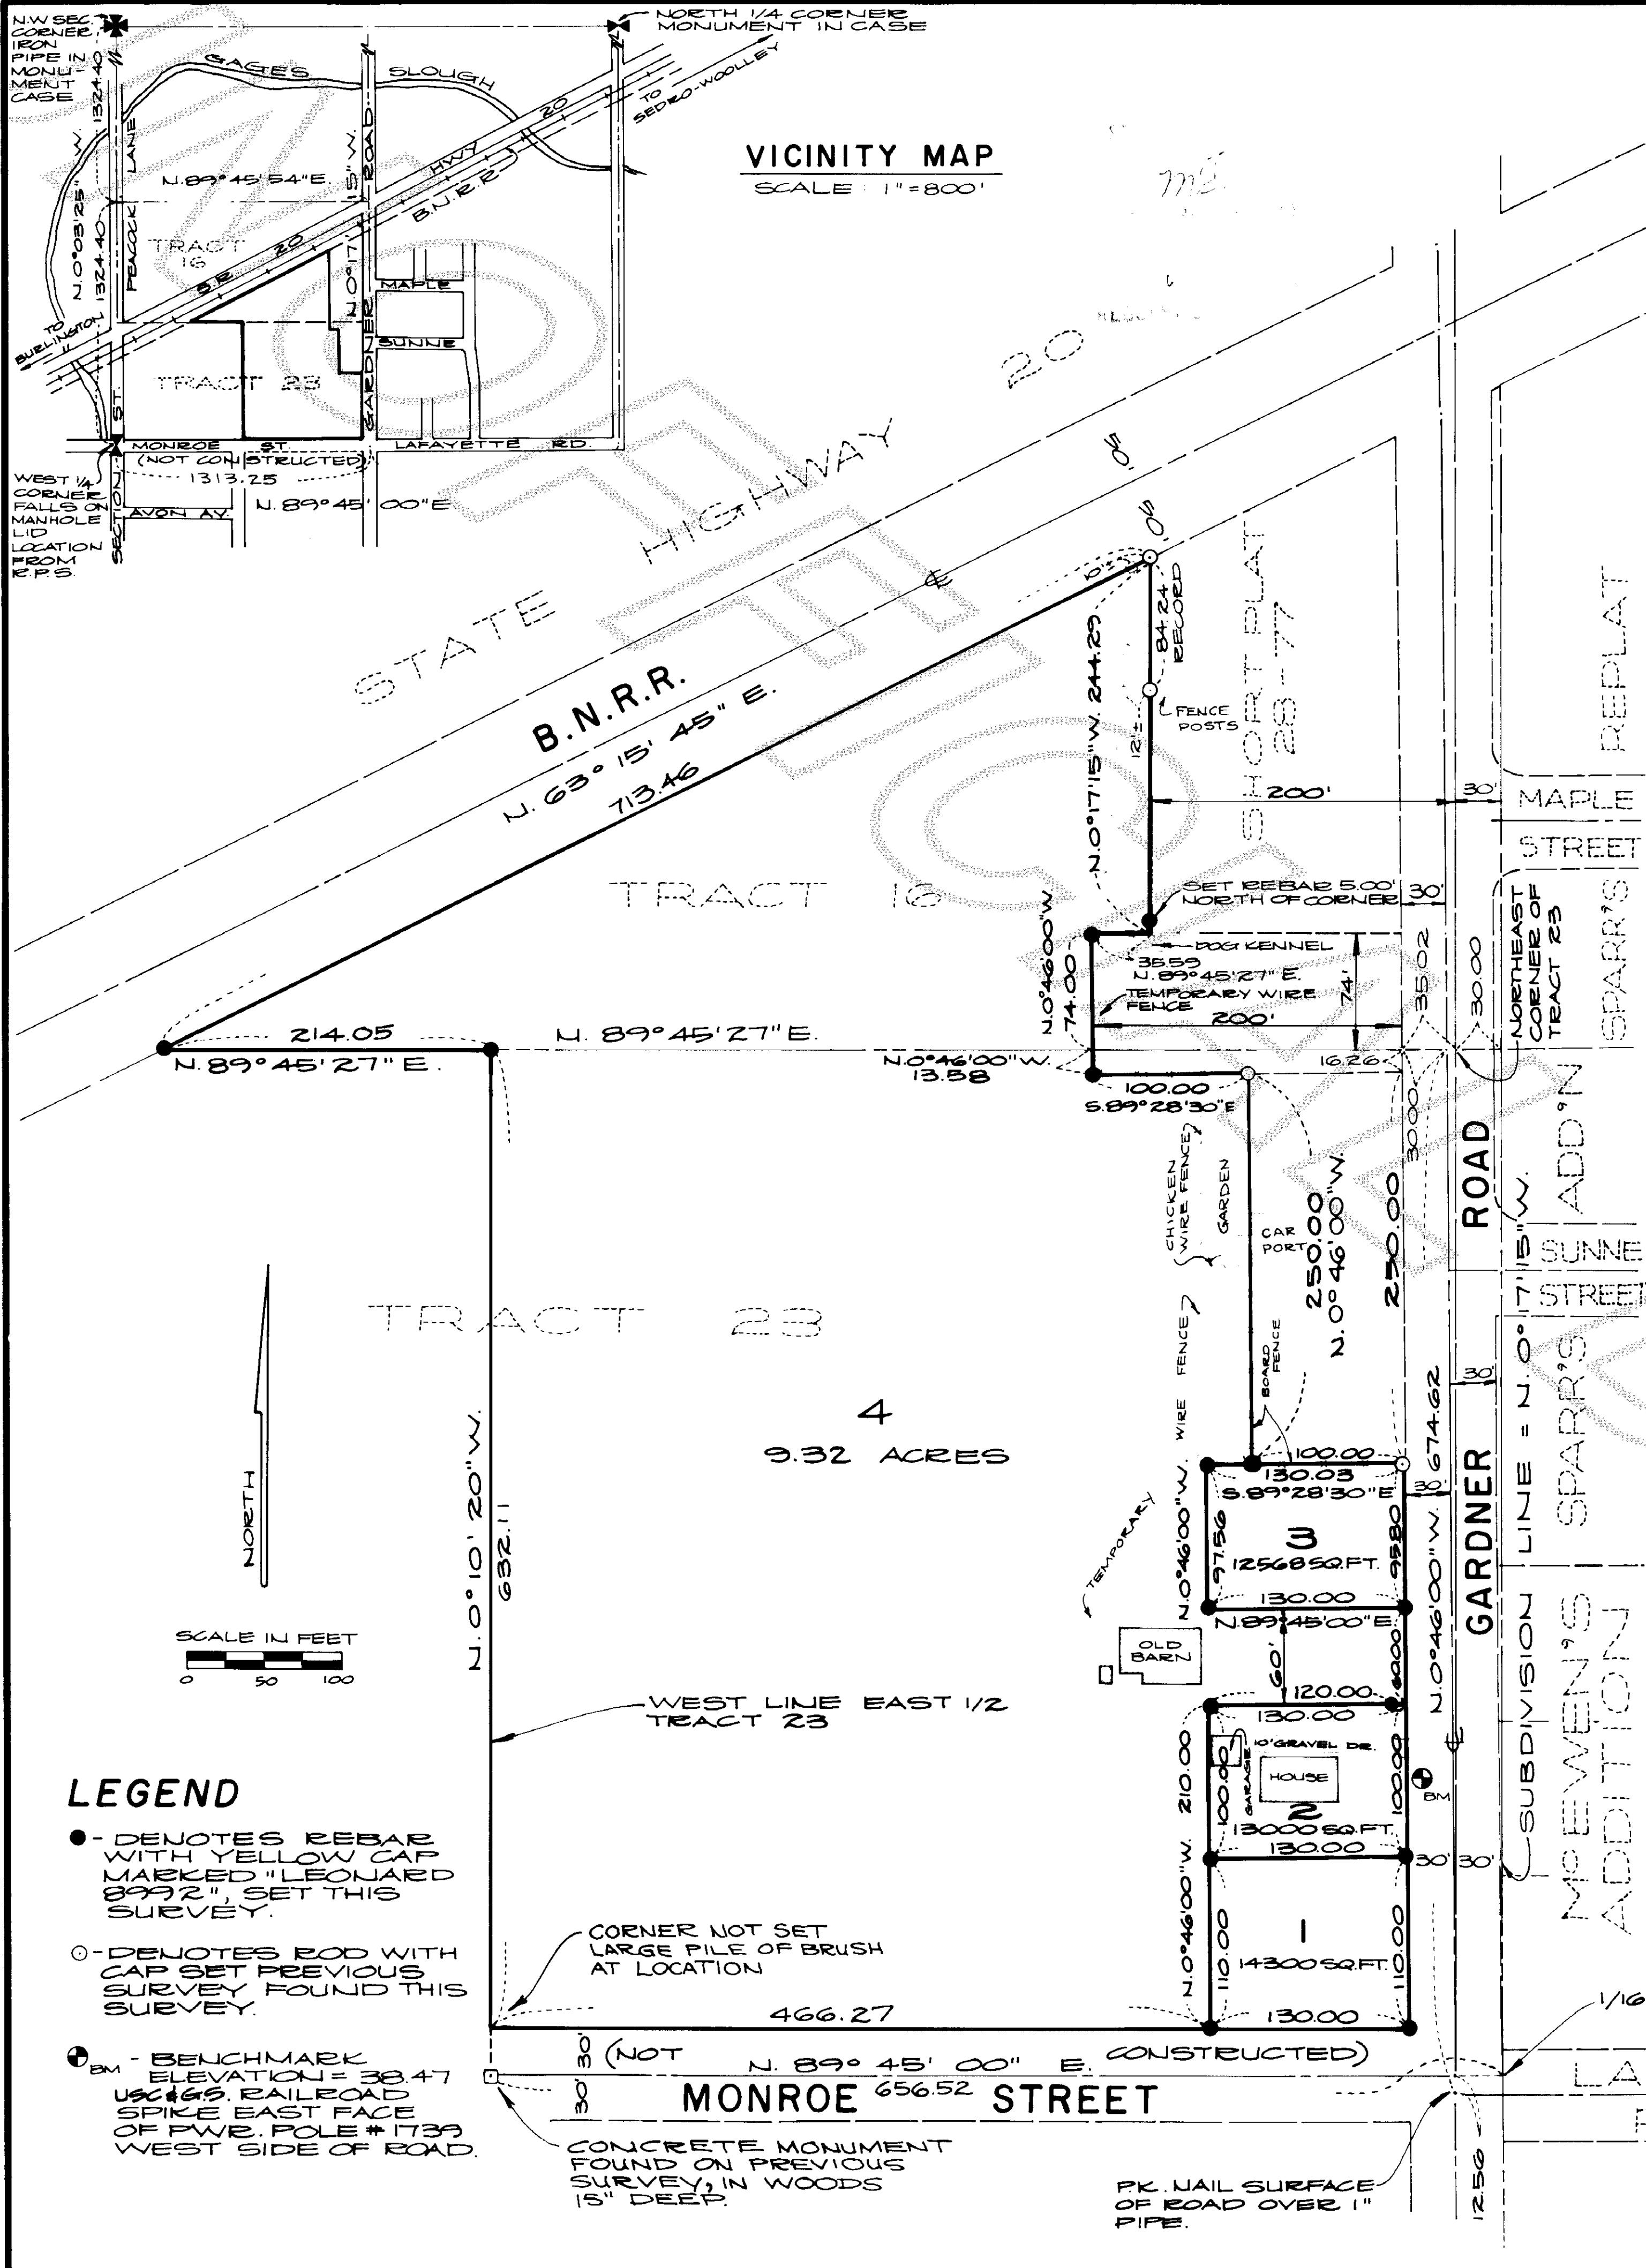 N.W SEC.
CORNER
IRON
PIPE IN
MONU-
MENT
CASE
NORTH 1/4 CORNER
MONUMENT IN CASE
GAGES SLOUGH
TO
SEDRO-WOOLLEY
HWY 20
B.N.R.R.
S.R. 20
N.0°03'25" W.
1324.40
1324.40
PEACOCK LANE
N.89°45'54"E.
N.0°17'15"W.
GARDNER ROAD
TRACT
16
MAPLE
SUNNE
TO
BURLINGTON
TRACT 23
MONROE ST.
(NOT CONSTRUCTED)
LAFAYETTE RD.
1313.25
N.89°45'00"E.
AVON AV.
SECTION ST.
WEST 1/4
CORNER
FALLS ON
MANHOLE
LID
LOCATION
FROM
R.P.S.
VICINITY MAP
SCALE: 1"=800'
STATE HIGHWAY 20
50'
50'
B.N.R.R.
N. 63° 15' 45" E.
713.46
84.24
RECORD
N.0°17'15"W. 244.29
12'±
FENCE
POSTS
SHORT PLAT
28-77
200'
30'
MAPLE
STREET
REPLAT
SPARR'S
ADD'N
TRACT 16
SET REBAR 5.00'
NORTH OF CORNER
30'
DOG KENNEL
35.59
N.89°45'27"E.
TEMPORARY WIRE
FENCE
N.0°46'00"W.
74.00
74'
200'
35.02
30.00
NORTHEAST
CORNER OF
TRACT 23
214.05
N.89°45'27"E.
N. 89°45'27"E.
N.0°46'00"W.
13.58
16.26
100.00
S.89°28'30"E
30.00
CHICKEN
WIRE FENCE
GARDEN
CAR
PORT
250.00
N.0°46'00"W.
250.00
ROAD
SUNNE
STREET
TRACT 23
WIRE FENCE
BOARD
FENCE
30'
NORTH
N.0°10'20"W.
632.11
4
9.32 ACRES
100.00
130.03
S.89°28'30"E
30'
N.0°46'00"W. 674.62
GARDNER
SPARR'S
SUBDIVISION LINE = N.0°17'15"W.
N.0°46'00"W.
97.56
3
12568 SQ.FT.
95.80
130.00
N.89°45'00"E
TEMPORARY
OLD
BARN
60'
60.00
120.00
130.00
SCALE IN FEET
0 50 100
WEST LINE EAST 1/2
TRACT 23
N.0°46'00"W. 210.00
100.00
GARAGE
10' GRAVEL DR.
HOUSE
2
13000 SQ.FT.
100.00
BM
130.00
30' 30'
McEWEN'S
ADDITION
LEGEND
- DENOTES REBAR
WITH YELLOW CAP
MARKED "LEONARD
8992", SET THIS
SURVEY.
- DENOTES ROD WITH
CAP SET PREVIOUS
SURVEY FOUND THIS
SURVEY.
BM - BENCHMARK
ELEVATION = 38.47
USC&GS. RAILROAD
SPIKE EAST FACE
OF PWR. POLE # 1739
WEST SIDE OF ROAD.
CORNER NOT SET
LARGE PILE OF BRUSH
AT LOCATION
110.00
1
14300 SQ.FT.
110.00
466.27
130.00
1/16
30'
30'
(NOT CONSTRUCTED)
N. 89° 45' 00" E.
656.52
MONROE STREET
LA
CONCRETE MONUMENT
FOUND ON PREVIOUS
SURVEY, IN WOODS
15" DEEP.
P.K. NAIL SURFACE
OF ROAD OVER 1"
PIPE.
12.56